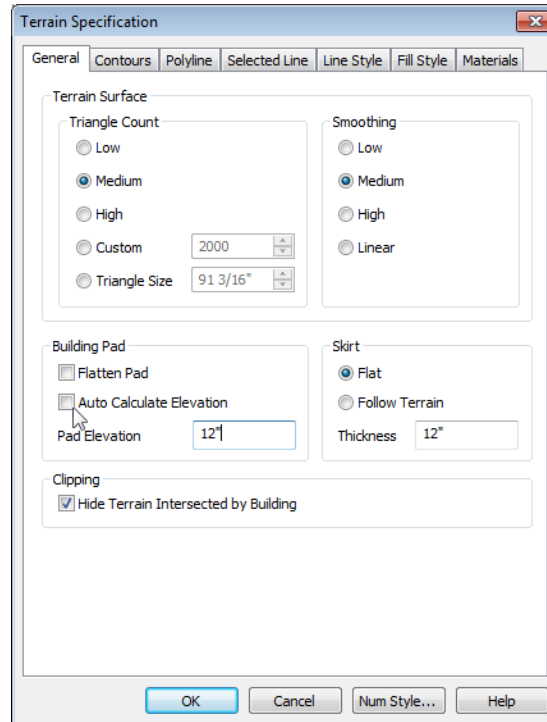 Terrain Specification
General Contours Polyline Selected Line Line Style Fill Style Materials
Terrain Surface
Triangle Count
Low
Medium
High
Custom 2000
Triangle Size 91 3/16"
Smoothing
Low
Medium
High
Linear
Building Pad
Flatten Pad
Auto Calculate Elevation
Pad Elevation 12"
Skirt
Flat
Follow Terrain
Thickness 12"
Clipping
Hide Terrain Intersected by Building
OK Cancel Num Style... Help